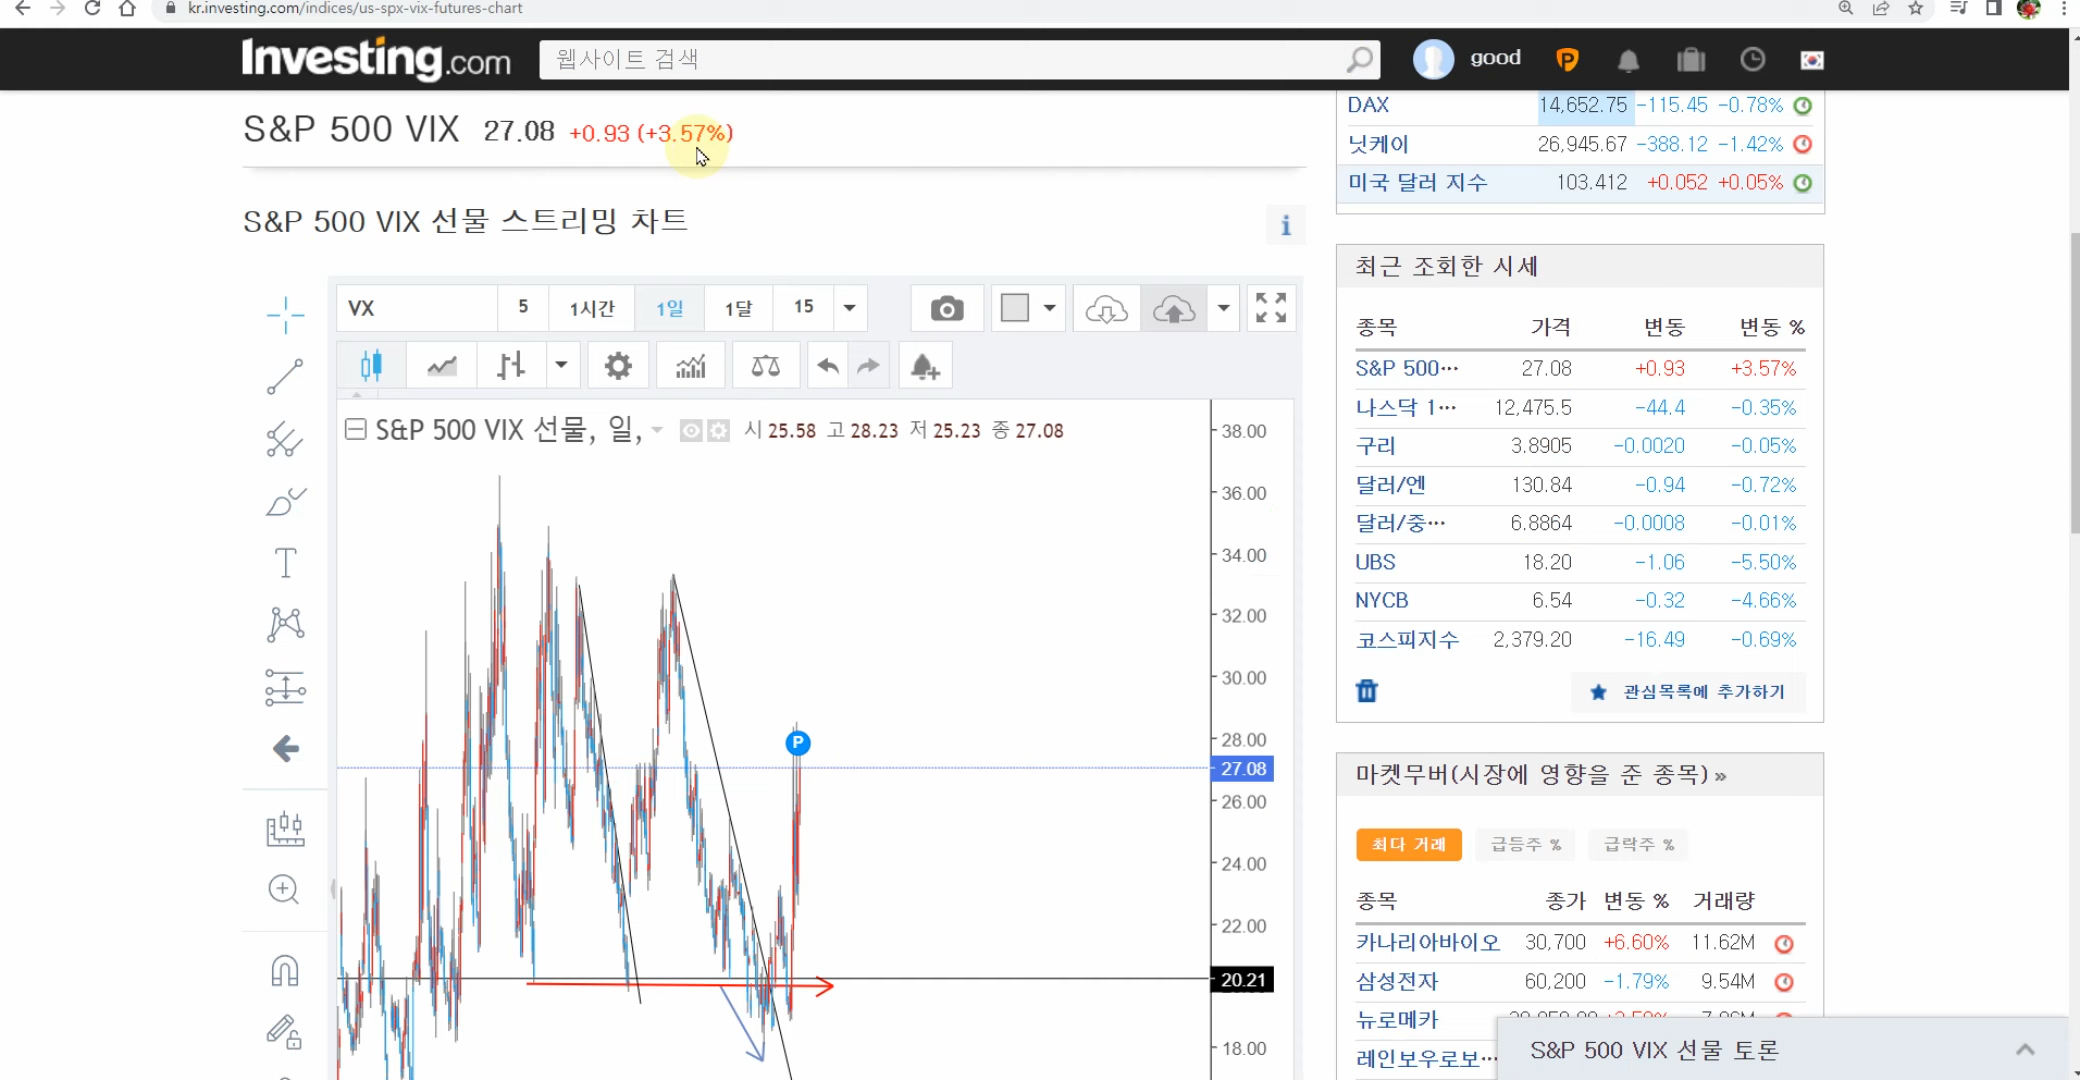 kr.investing.com/indices/us-spx-vix-futures-chart
Investing.com
웹사이트 검색
good
S&P 500 VIX 27.08 +0.93 (+3.57%)
S&P 500 VIX 선물 스트리밍 차트
VX 5 1시간 1일 1달 15
S&P 500 VIX 선물, 일, 시 25.58 고 28.23 저 25.23 종 27.08
38.00
36.00
34.00
32.00
30.00
28.00
27.08
26.00
24.00
22.00
20.21
18.00
P
DAX 14,652.75 -115.45 -0.78%
닛케이 26,945.67 -388.12 -1.42%
미국 달러 지수 103.412 +0.052 +0.05%
최근 조회한 시세
종목 가격 변동 변동 %
S&P 500… 27.08 +0.93 +3.57%
나스닥 1… 12,475.5 -44.4 -0.35%
구리 3.8905 -0.0020 -0.05%
달러/엔 130.84 -0.94 -0.72%
달러/중… 6.8864 -0.0008 -0.01%
UBS 18.20 -1.06 -5.50%
NYCB 6.54 -0.32 -4.66%
코스피지수 2,379.20 -16.49 -0.69%
관심목록에 추가하기
마켓무버(시장에 영향을 준 종목) »
최다 거래 급등주 % 급락주 %
종목 종가 변동 % 거래량
카나리아바이오 30,700 +6.60% 11.62M
삼성전자 60,200 -1.79% 9.54M
뉴로메카
레인보우로보…
S&P 500 VIX 선물 토론